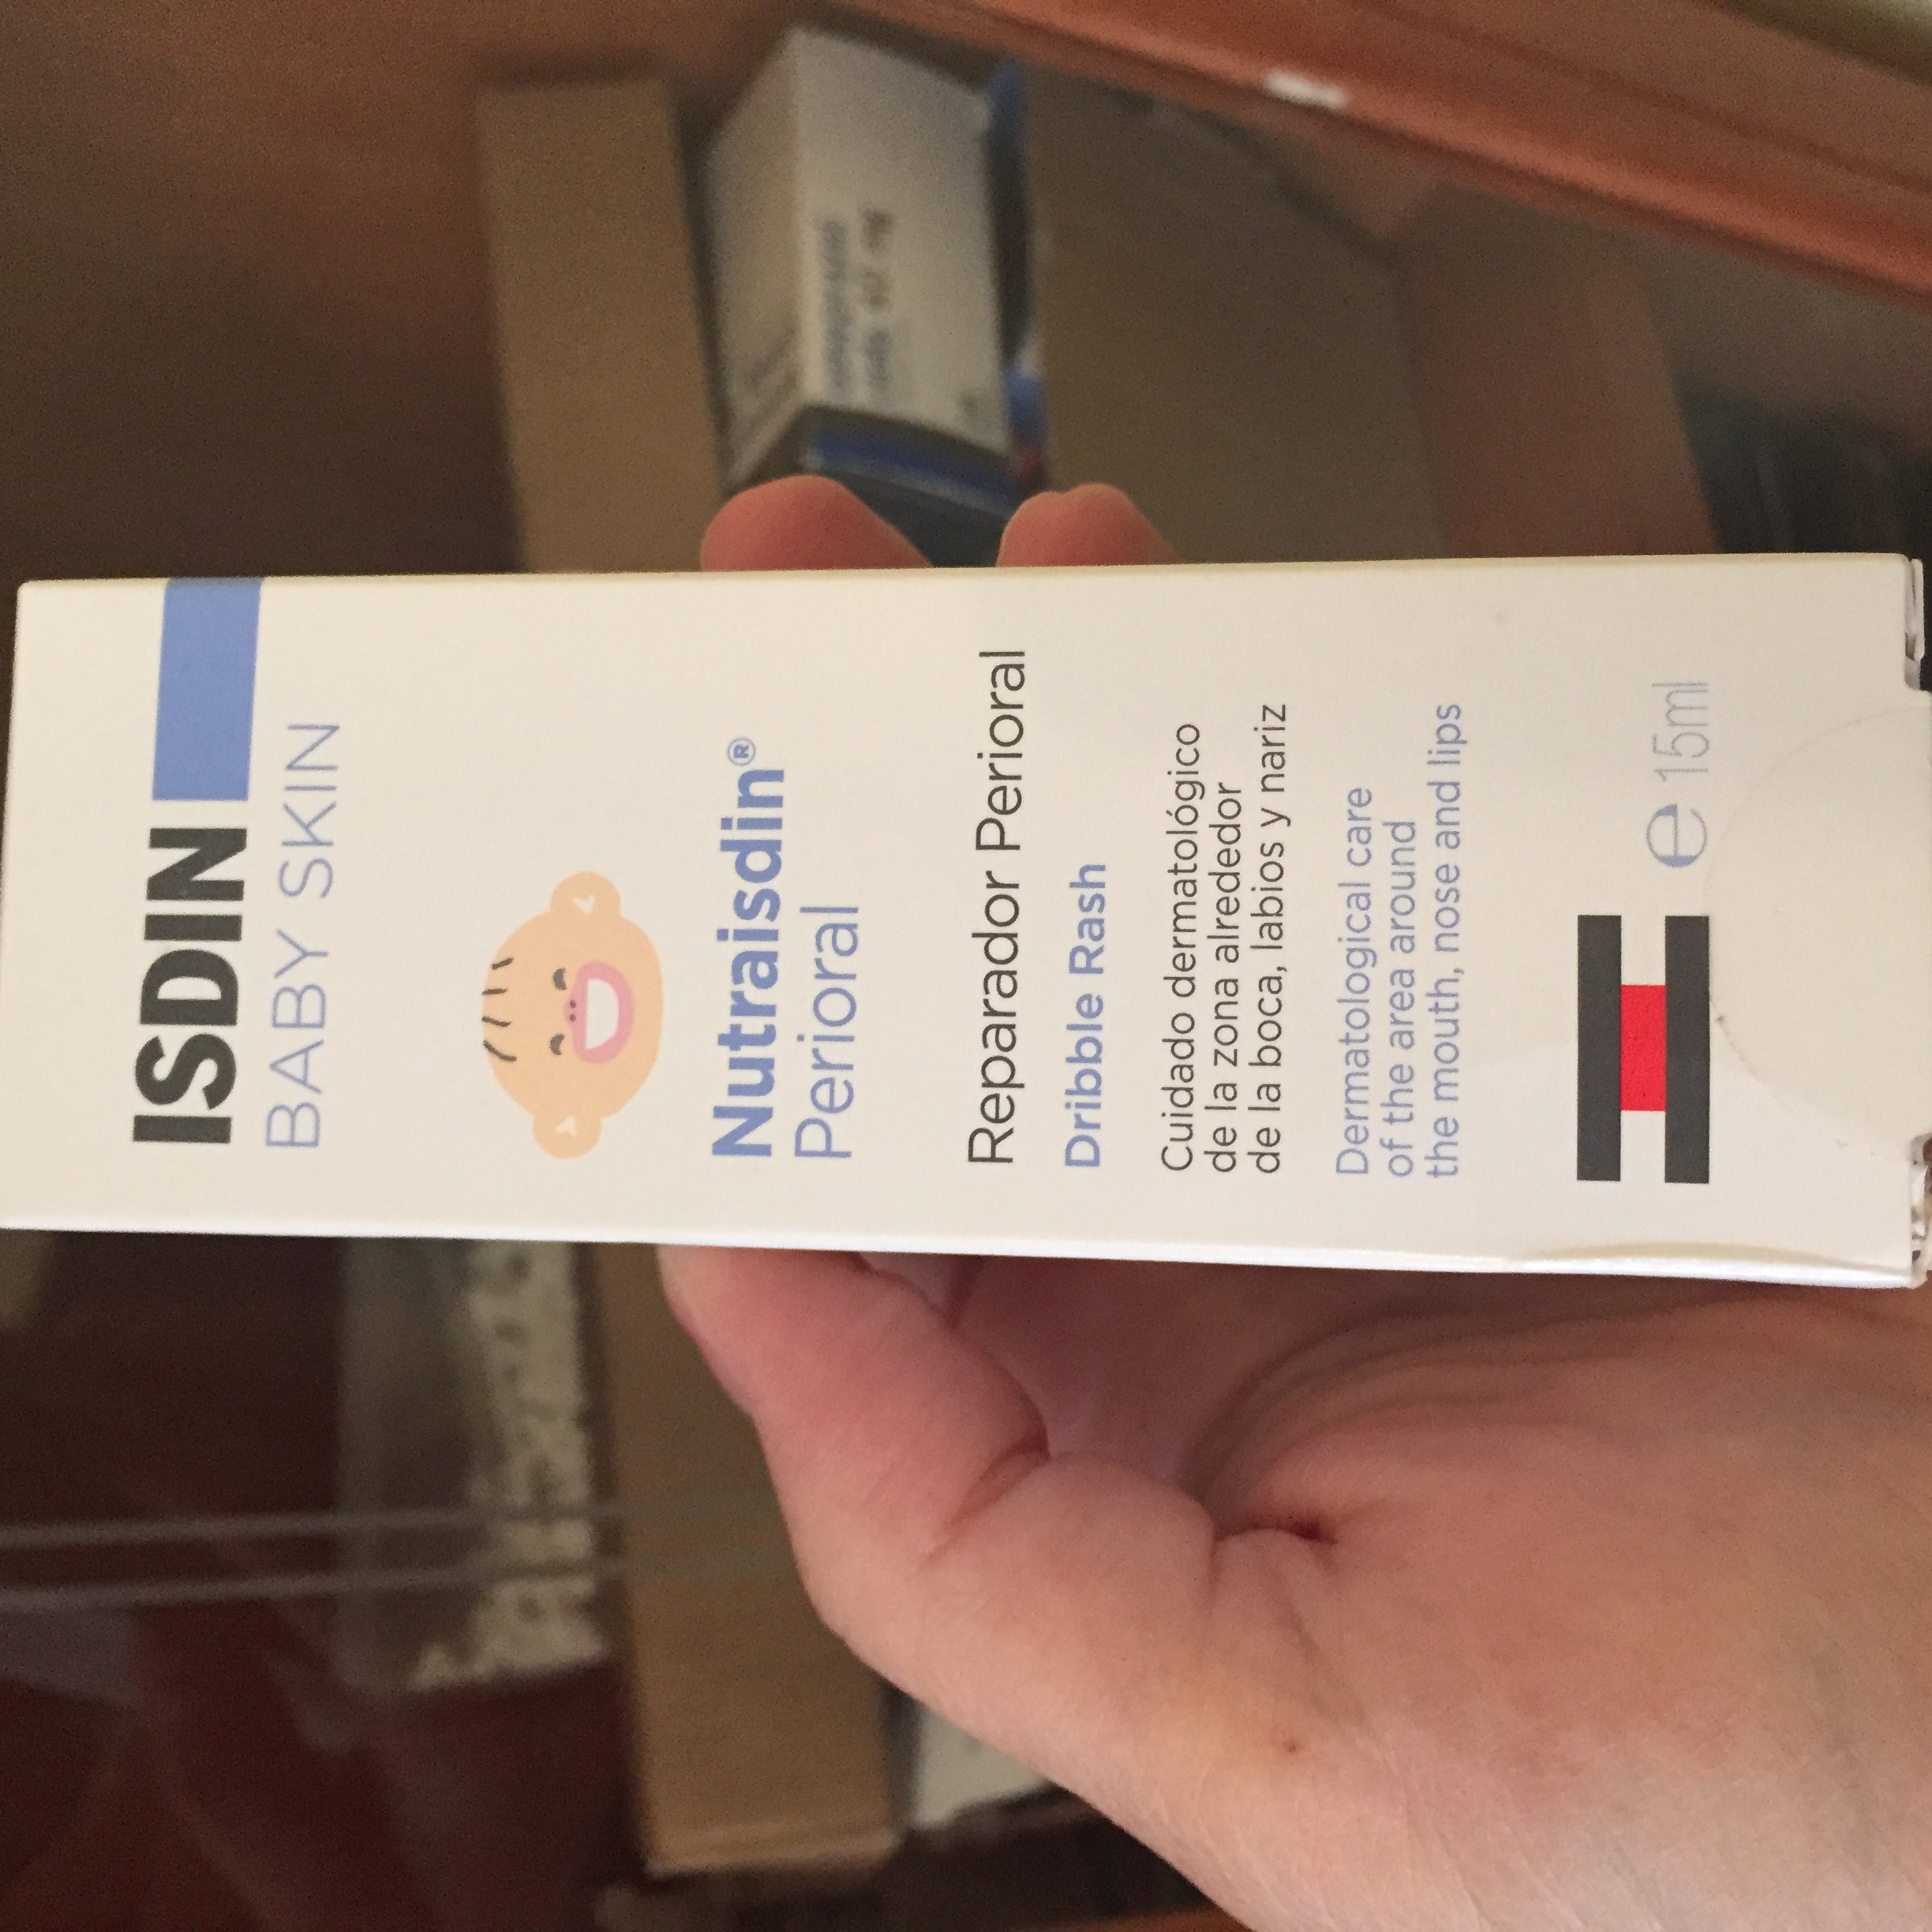 ISDIN
BABY SKIN
Nutraisdin®
Perioral
Reparador Perioral
Dribble Rash
Cuidado dermatológico
de la zona alrededor
de la boca, labios y nariz
Dermatological care
of the area around
the mouth, nose and lips
℮ 15ml